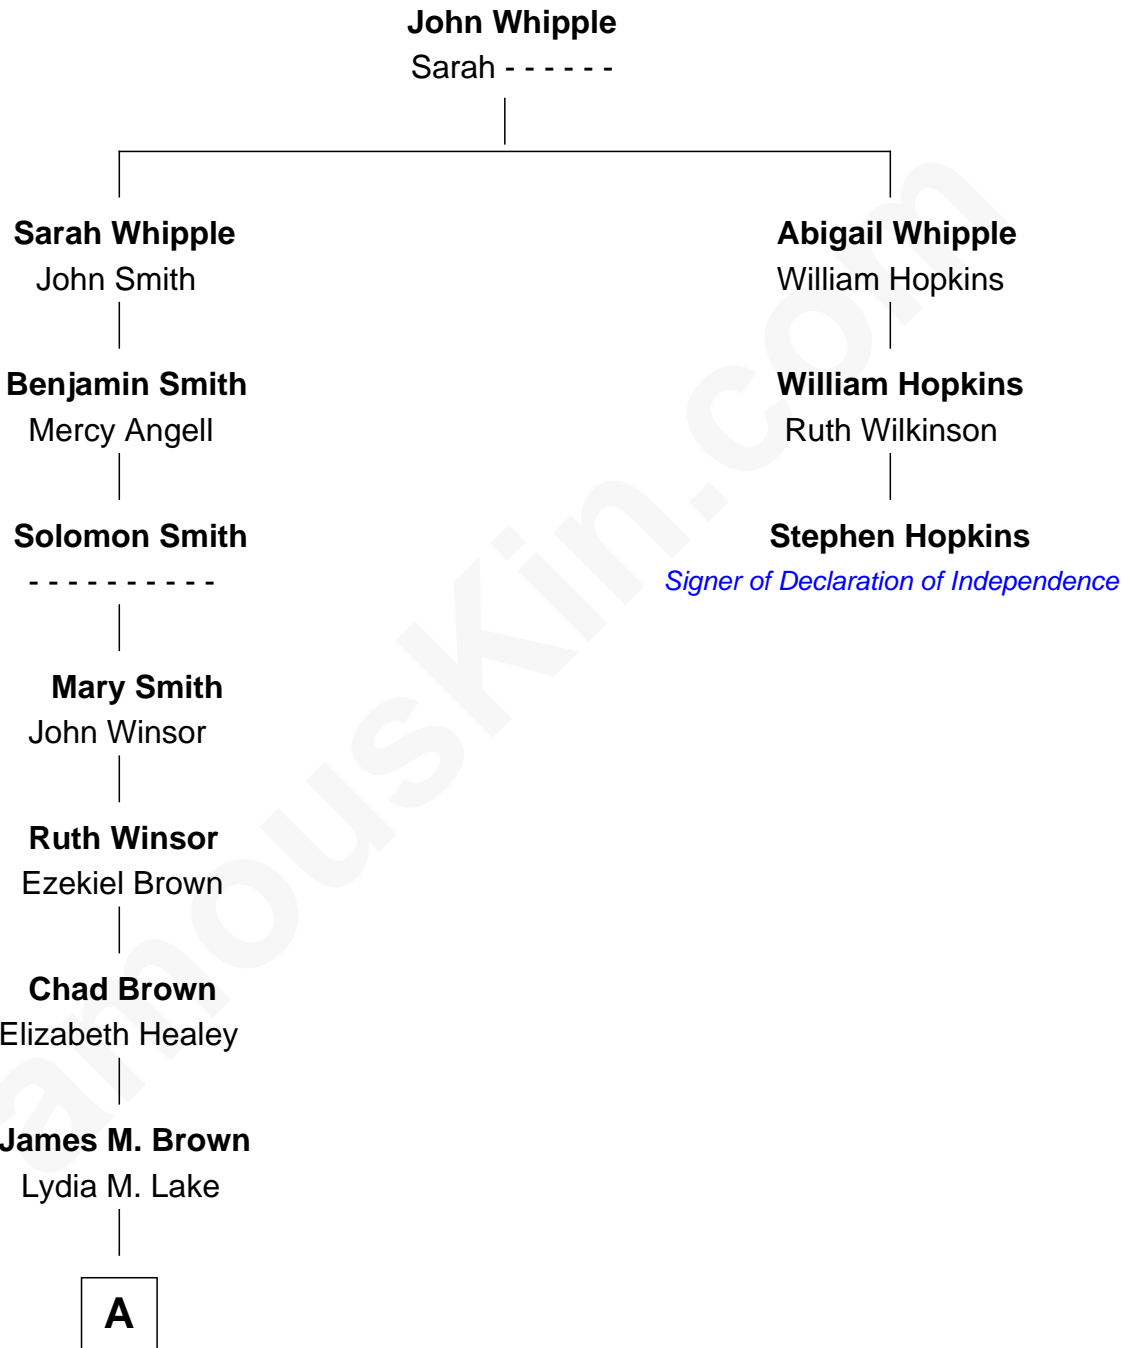 John Whipple
Sarah - - - - - -
Sarah Whipple
John Smith
Abigail Whipple
William Hopkins
Benjamin Smith
Mercy Angell
William Hopkins
Ruth Wilkinson
Solomon Smith
- - - - - - - - - -
Stephen Hopkins
Signer of Declaration of Independence
Mary Smith
John Winsor
Ruth Winsor
Ezekiel Brown
Chad Brown
Elizabeth Healey
James M. Brown
Lydia M. Lake
A
amousKin.com